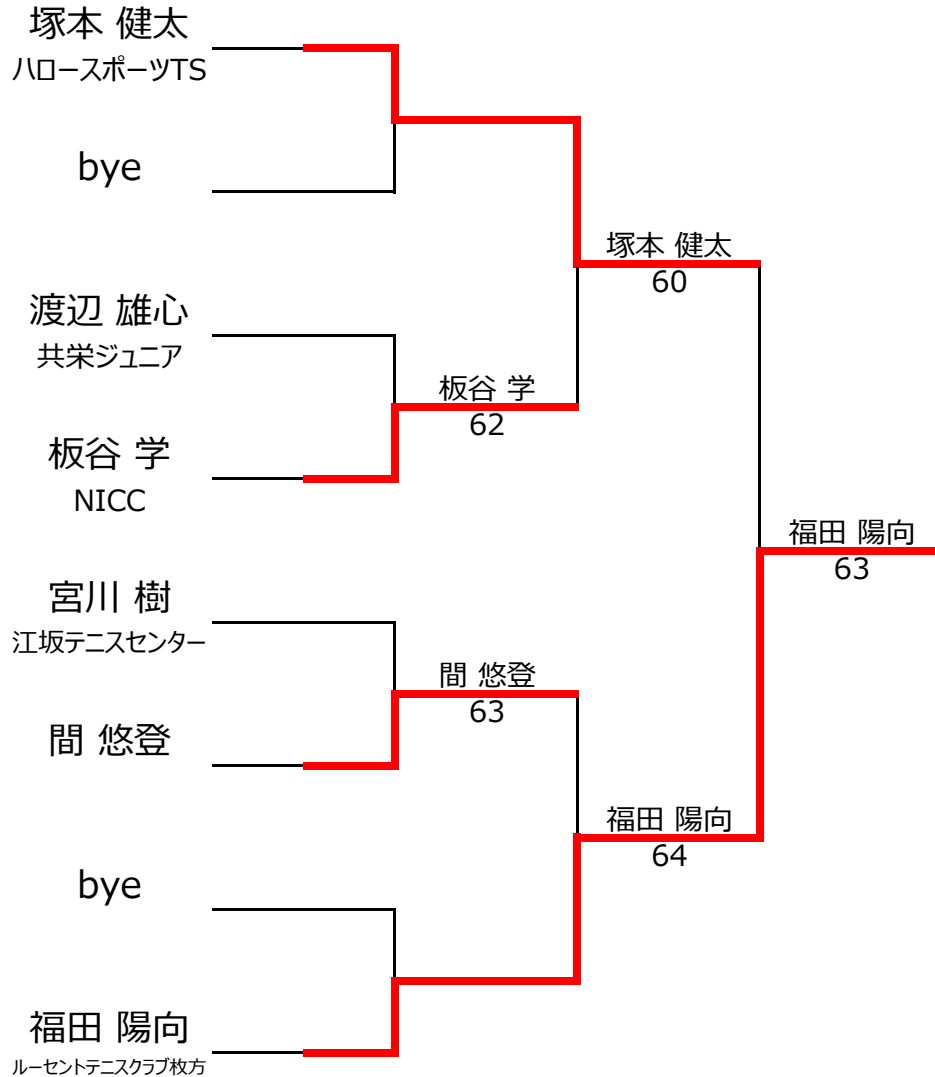 塚本 健太
ハロースポーツTS
bye
渡辺 雄心
共栄ジュニア
板谷 学
NICC
宮川 樹
江坂テニスセンター
間 悠登
bye
福田 陽向
ルーセントテニスクラブ枚方
板谷 学
62
間 悠登
63
塚本 健太
60
福田 陽向
64
福田 陽向
63